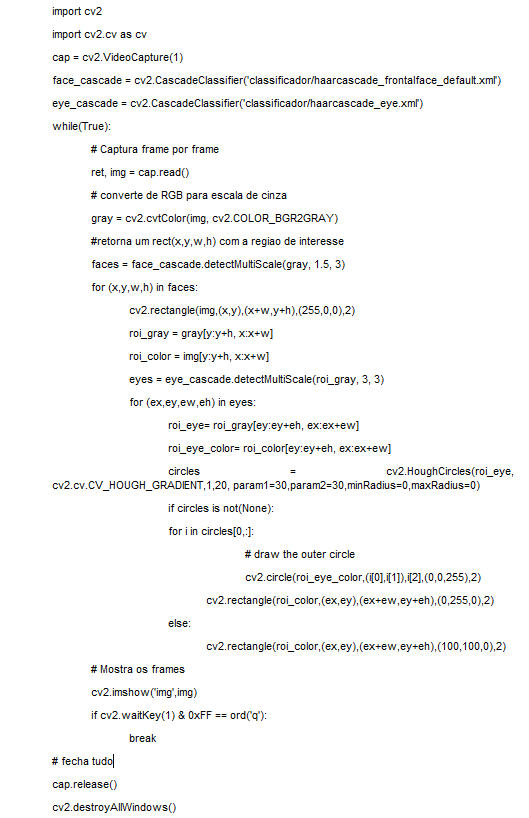 import cv2
import cv2.cv as cv
cap = cv2.VideoCapture(1)
face_cascade = cv2.CascadeClassifier('classificador/haarcascade_frontalface_default.xml')
eye_cascade = cv2.CascadeClassifier('classificador/haarcascade_eye.xml')
while(True):
# Captura frame por frame
ret, img = cap.read()
# converte de RGB para escala de cinza
gray = cv2.cvtColor(img, cv2.COLOR_BGR2GRAY)
#retorna um rect(x,y,w,h) com a regiao de interesse
faces = face_cascade.detectMultiScale(gray, 1.5, 3)
for (x,y,w,h) in faces:
cv2.rectangle(img,(x,y),(x+w,y+h),(255,0,0),2)
roi_gray = gray[y:y+h, x:x+w]
roi_color = img[y:y+h, x:x+w]
eyes = eye_cascade.detectMultiScale(roi_gray, 3, 3)
for (ex,ey,ew,eh) in eyes:
roi_eye= roi_gray[ey:ey+eh, ex:ex+ew]
roi_eye_color= roi_color[ey:ey+eh, ex:ex+ew]
circles = cv2.HoughCircles(roi_eye,
cv2.cv.CV_HOUGH_GRADIENT,1,20, param1=30,param2=30,minRadius=0,maxRadius=0)
if circles is not(None):
for i in circles[0,:]:
# draw the outer circle
cv2.circle(roi_eye_color,(i[0],i[1]),i[2],(0,0,255),2)
cv2.rectangle(roi_color,(ex,ey),(ex+ew,ey+eh),(0,255,0),2)
else:
cv2.rectangle(roi_color,(ex,ey),(ex+ew,ey+eh),(100,100,0),2)
# Mostra os frames
cv2.imshow('img',img)
if cv2.waitKey(1) & 0xFF == ord('q'):
break
# fecha tudo
cap.release()
cv2.destroyAllWindows()